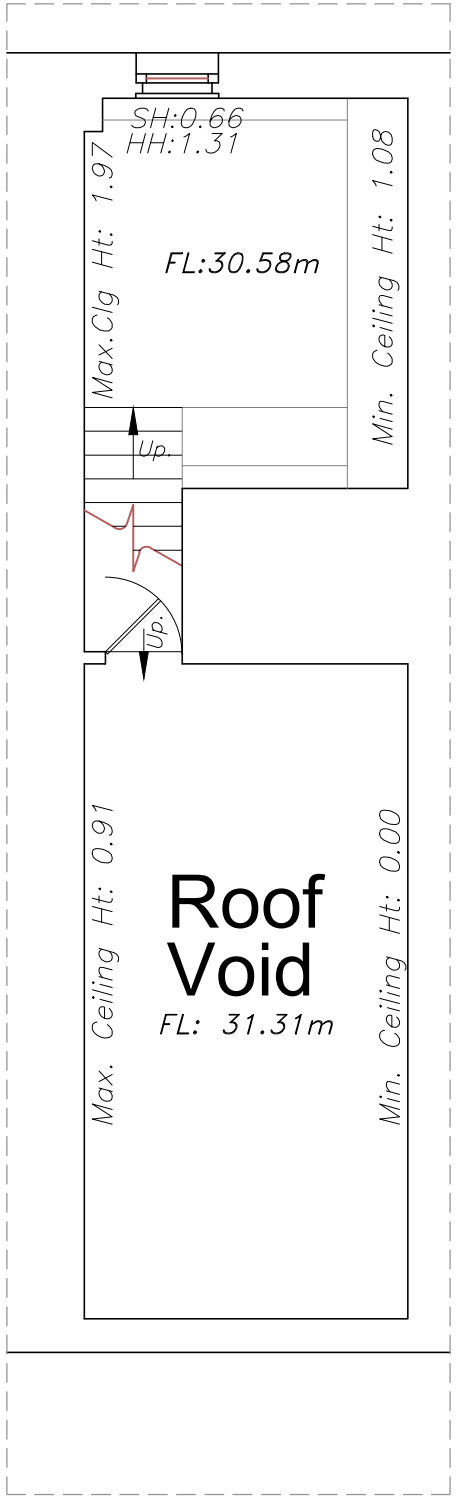 SH:0.66
HH:1.31
Max.Clg Ht: 1.97
FL:30.58m
Min. Ceiling Ht: 1.08
Up.
Up.
Max. Ceiling Ht: 0.91
Roof
Void
FL: 31.31m
Min. Ceiling Ht: 0.00